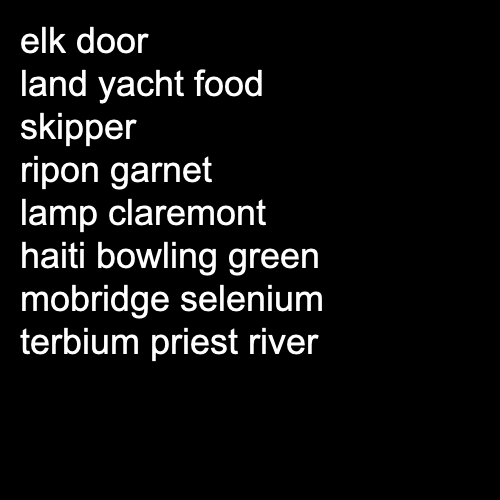 elk door
land yacht food
skipper
ripon garnet
lamp claremont
haiti bowling green
mobridge selenium
terbium priest river